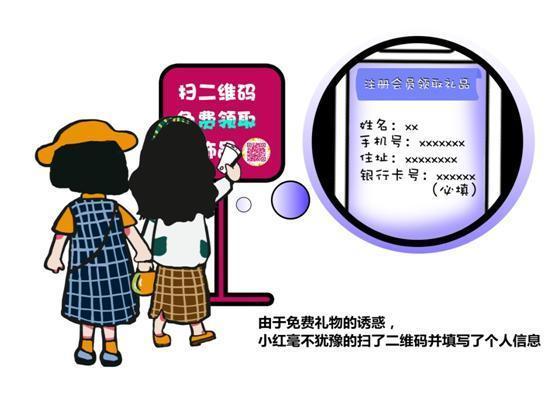 扫二维码
免费领取
饰品
注册会员领取礼品
姓名：xx
手机号：xxxxxxx
住址：xxxxxxxx
银行卡号：xxxxxx
(必填)
由于免费礼物的诱惑，
小红毫不犹豫的扫了二维码并填写了个人信息